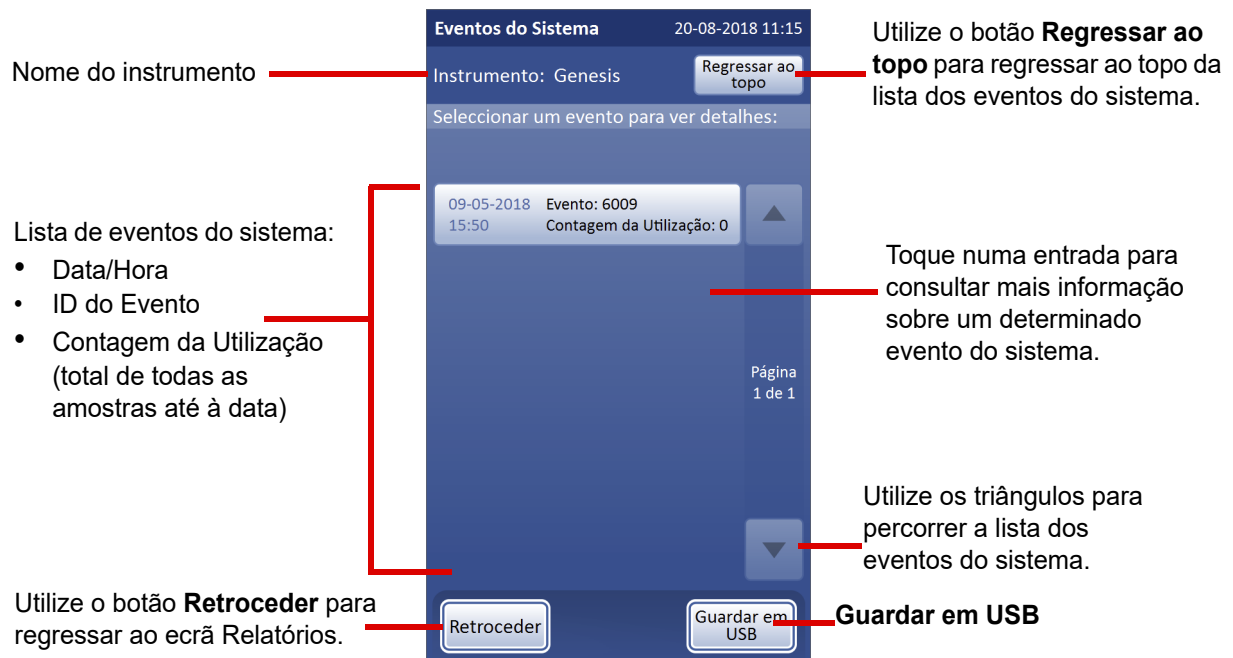 Nome do instrumento
Lista de eventos do sistema:
• Data/Hora
• ID do Evento
• Contagem da Utilização
(total de todas as
amostras até à data)
Utilize o botão Retroceder para
regressar ao ecrã Relatórios.
Eventos do Sistema 20-08-2018 11:15
Instrumento: Genesis
Regressar ao
topo
Seleccionar um evento para ver detalhes:
09-05-2018 Evento: 6009
15:50 Contagem da Utilização: 0
Página
1 de 1
Retroceder
Guardar em
USB
Utilize o botão Regressar ao
topo para regressar ao topo da
lista dos eventos do sistema.
Toque numa entrada para
consultar mais informação
sobre um determinado
evento do sistema.
Utilize os triângulos para
percorrer a lista dos
eventos do sistema.
Guardar em USB